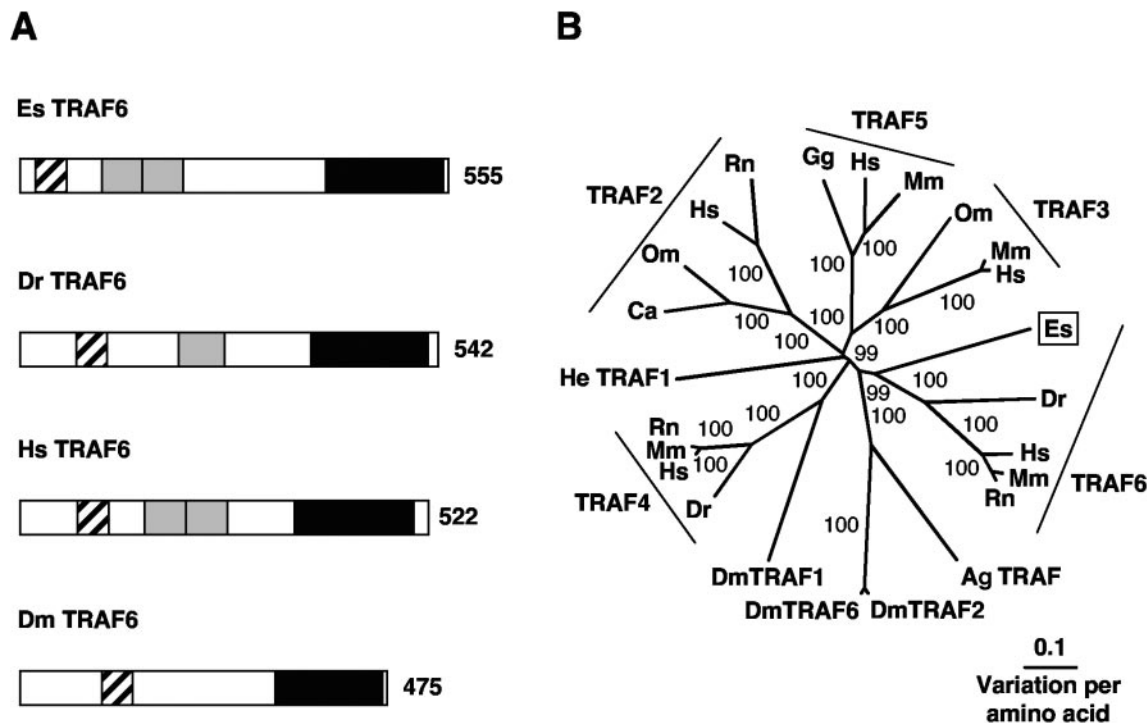 A
Es TRAF6
555
Dr TRAF6
542
Hs TRAF6
522
Dm TRAF6
475
B
TRAF5
TRAF2
TRAF3
TRAF6
TRAF4
Rn
Hs
Om
Ca
Gg
Hs
Mm
Om
Mm
Hs
Es
Dr
Hs
Mm
Rn
He TRAF1
Rn
Mm
Hs
Dr
DmTRAF1
DmTRAF6 DmTRAF2
Ag TRAF
100
100
100
100
100
100
100
99
100
99
100
100
100
100
100
100
100
100
0.1
Variation per
amino acid